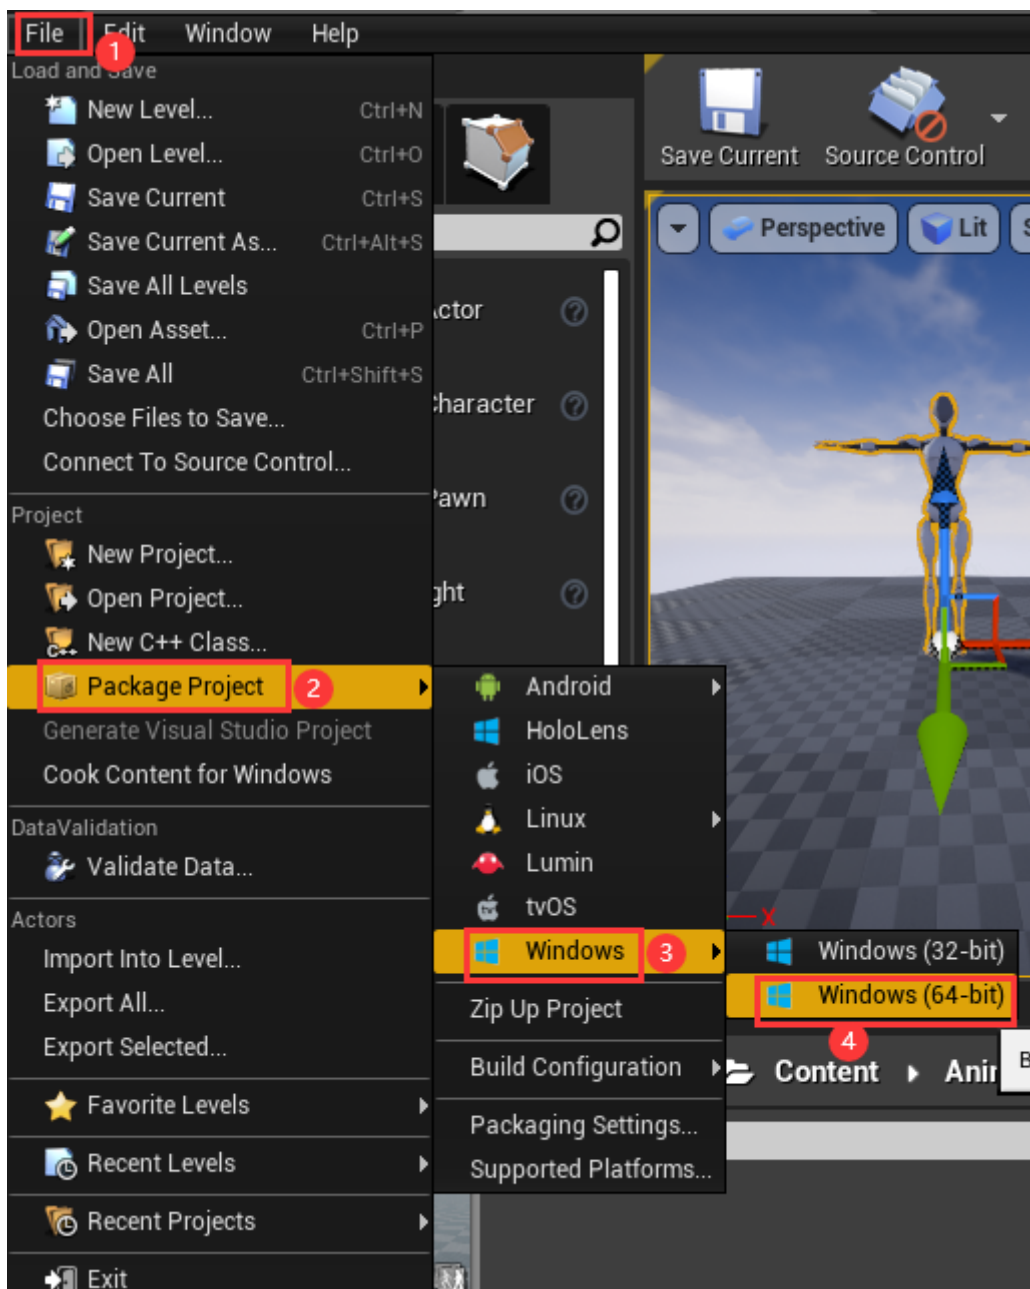 File Edit Window Help
1
Load and Save
New Level... Ctrl+N
Open Level... Ctrl+O
Save Current Ctrl+S
Save Current As... Ctrl+Alt+S
Save All Levels
Open Asset... Ctrl+P
Save All Ctrl+Shift+S
Choose Files to Save...
Connect To Source Control...
Project
New Project...
Open Project...
New C++ Class...
Package Project 2
Generate Visual Studio Project
Cook Content for Windows
DataValidation
Validate Data...
Actors
Import Into Level...
Export All...
Export Selected...
Favorite Levels
Recent Levels
Recent Projects
Exit
Android
HoloLens
iOS
Linux
Lumin
tvOS
Windows 3
Zip Up Project
Build Configuration
Packaging Settings...
Supported Platforms...
Windows (32-bit)
Windows (64-bit)
4
Save Current Source Control
Perspective Lit
X
Content